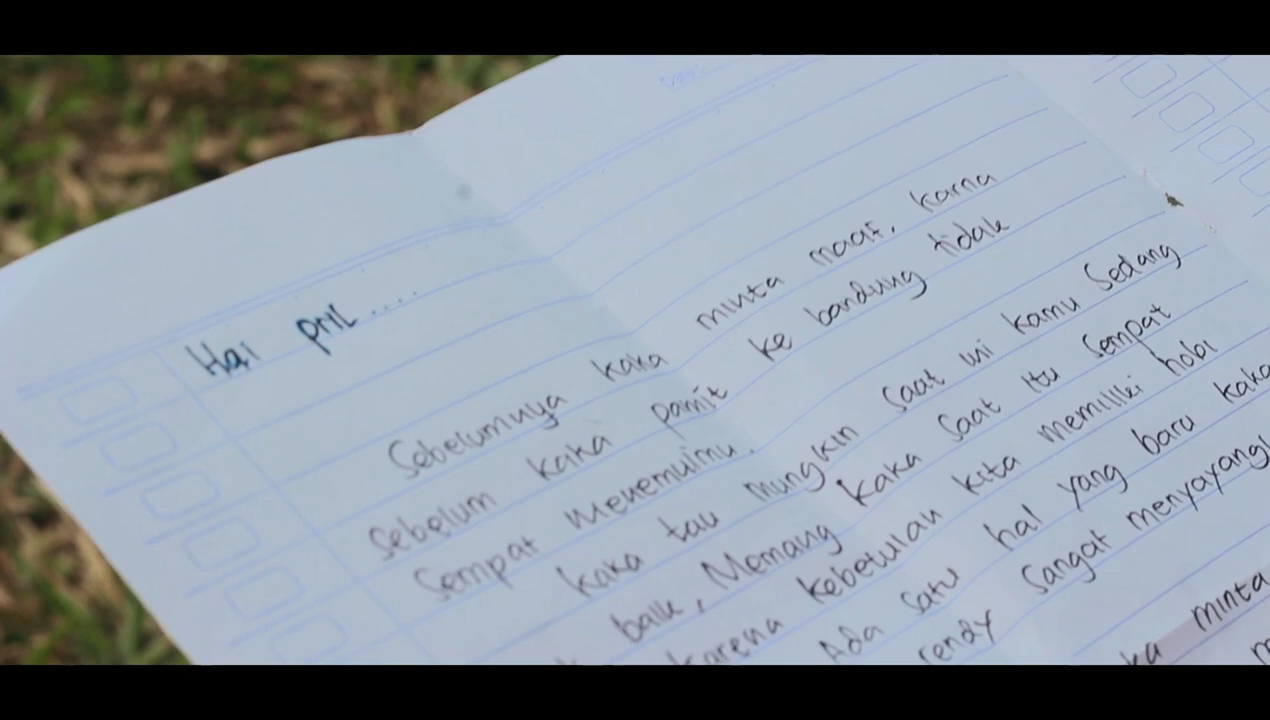 Hai pril.....
Sebelumnya kaka minta maaf, karna
Sebelum kaka pamit ke bandung tidak
Sempat menemuimu.
kaka tau mungkin saat ini kamu sedang
baik, Memang kaka saat itu sempat
karena kebetulan kita memiliki hobi
Ada satu hal yang baru kaka
rendy sangat menyayangi
minta